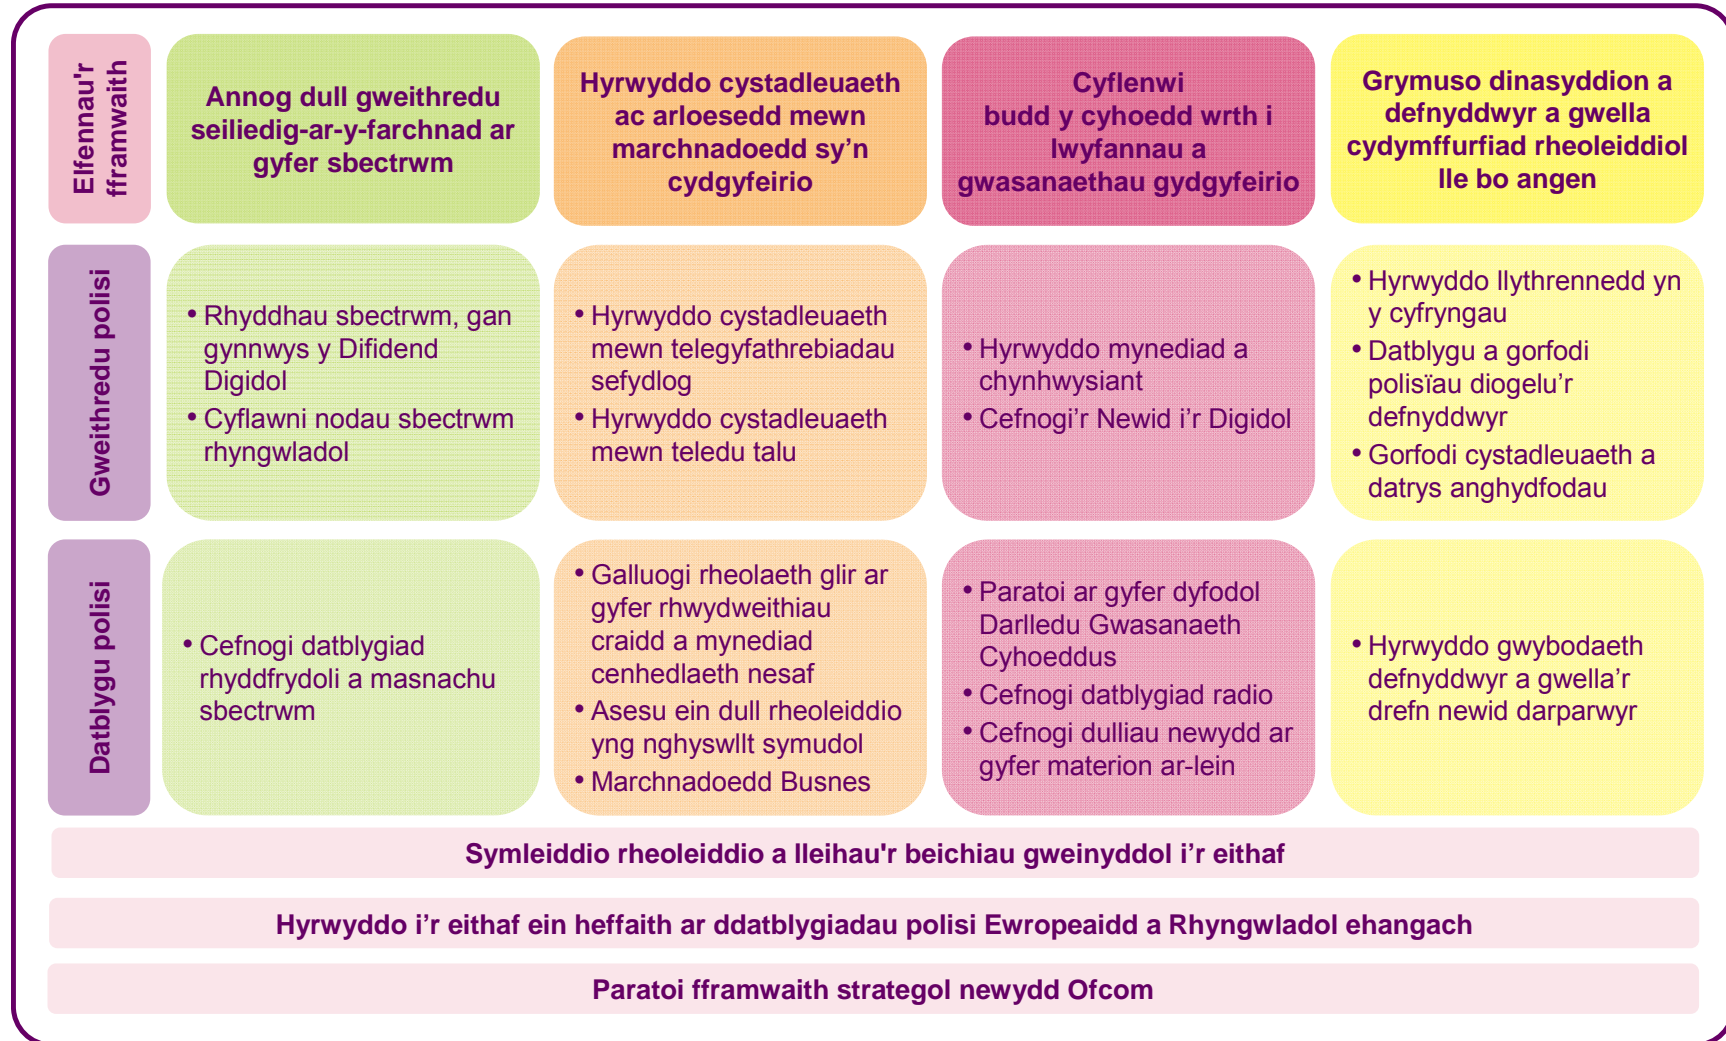 Elfennau'r
fframwaith
Annog dull gweithredu
seiliedig-ar-y-farchnad ar
gyfer sbectrwm
Hyrwyddo cystadleuaeth
ac arloesedd mewn
marchnadoedd sy’n
cydgyfeirio
Cyflenwi
budd y cyhoedd wrth i
lwyfannau a
gwasanaethau gydgyfeirio
Grymuso dinasyddion a
defnyddwyr a gwella
cydymffurfiad rheoleiddiol
lle bo angen
Gweithredu polisi
• Rhyddhau sbectrwm, gan
gynnwys y Difidend
Digidol
• Cyflawni nodau sbectrwm
rhyngwladol
• Hyrwyddo cystadleuaeth
mewn telegyfathrebiadau
sefydlog
• Hyrwyddo cystadleuaeth
mewn teledu talu
• Hyrwyddo mynediad a
chynhwysiant
• Cefnogi’r Newid i’r Digidol
• Hyrwyddo llythrennedd yn
y cyfryngau
• Datblygu a gorfodi
polisïau diogelu’r
defnyddwyr
• Gorfodi cystadleuaeth a
datrys anghydfodau
Datblygu polisi
• Cefnogi datblygiad
rhyddfrydoli a masnachu
sbectrwm
• Galluogi rheolaeth glir ar
gyfer rhwydweithiau
craidd a mynediad
cenhedlaeth nesaf
• Asesu ein dull rheoleiddio
yng nghyswllt symudol
• Marchnadoedd Busnes
• Paratoi ar gyfer dyfodol
Darlledu Gwasanaeth
Cyhoeddus
• Cefnogi datblygiad radio
• Cefnogi dulliau newydd ar
gyfer materion ar-lein
• Hyrwyddo gwybodaeth
defnyddwyr a gwella’r
drefn newid darparwyr
Symleiddio rheoleiddio a lleihau'r beichiau gweinyddol i’r eithaf
Hyrwyddo i’r eithaf ein heffaith ar ddatblygiadau polisi Ewropeaidd a Rhyngwladol ehangach
Paratoi fframwaith strategol newydd Ofcom